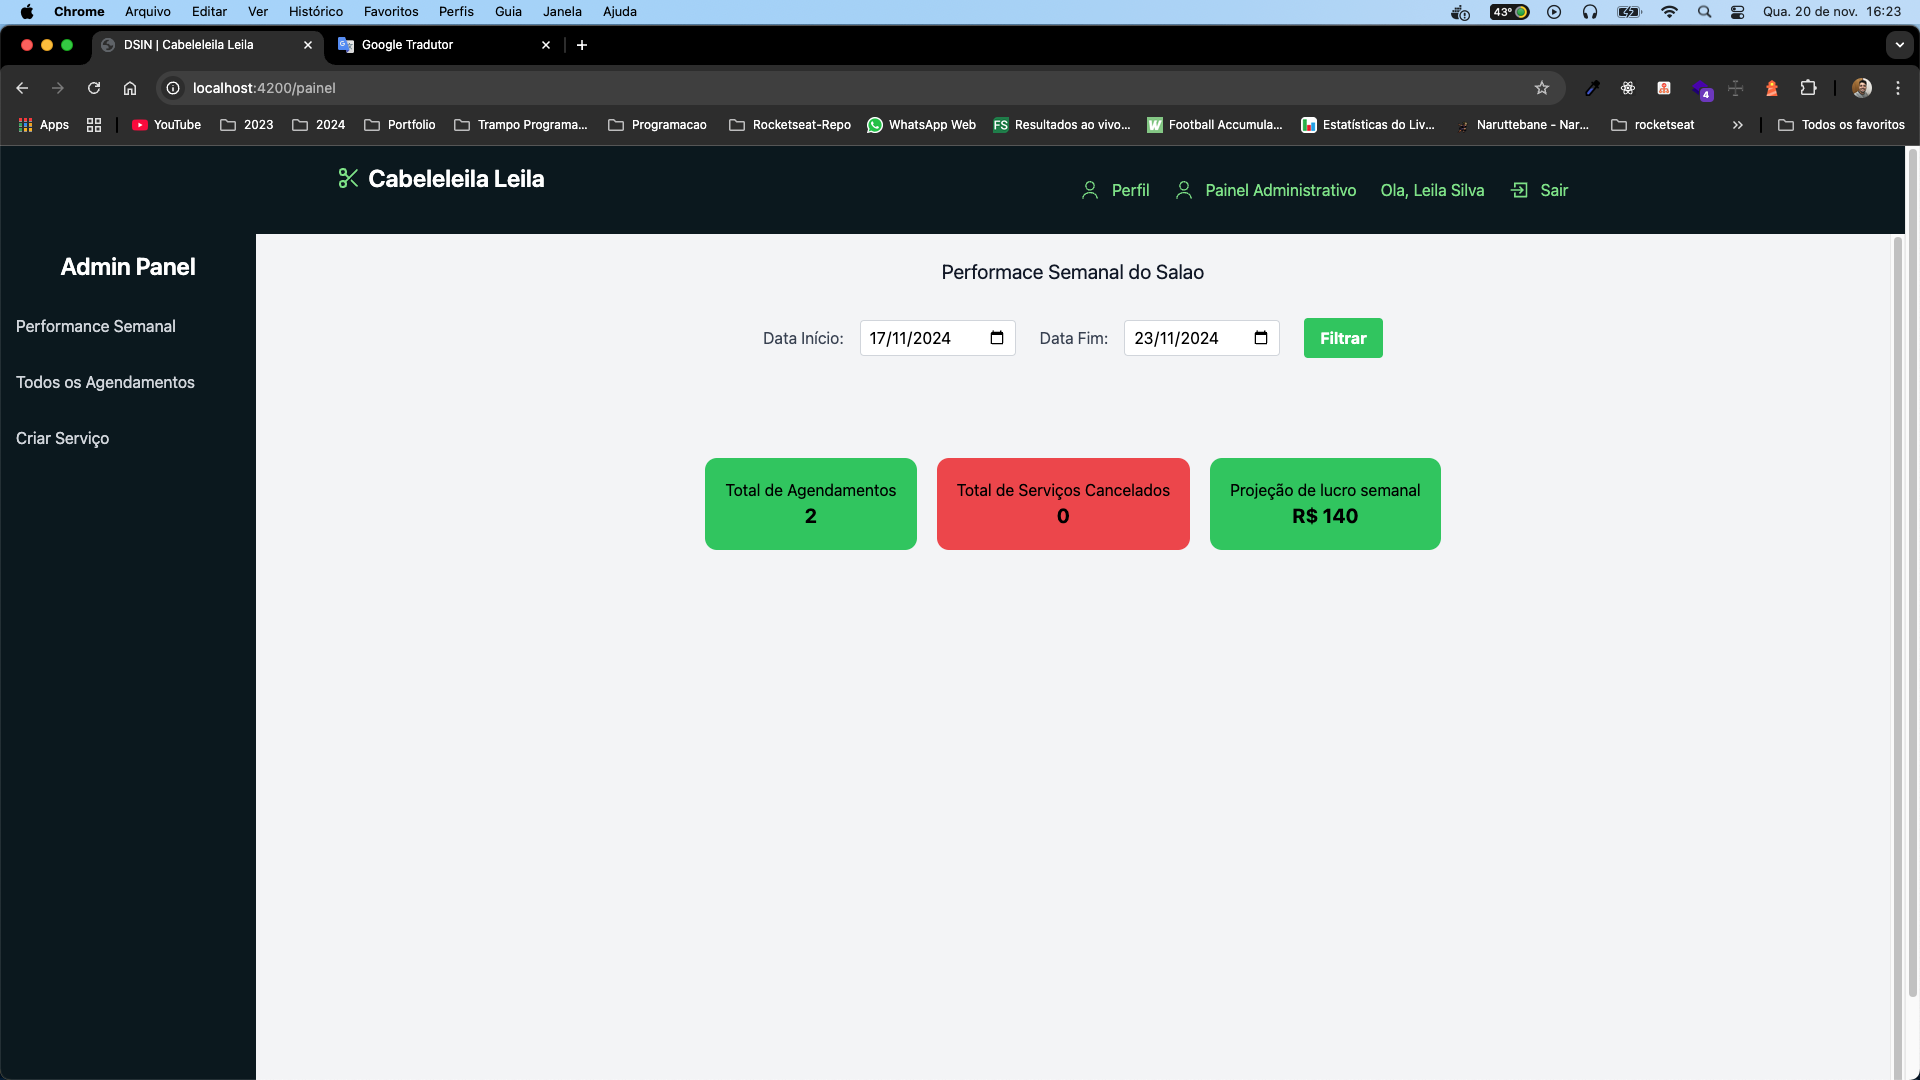 Chrome Arquivo Editar Ver Histórico Favoritos Perfis Guia Janela Ajuda 43° Qua. 20 de nov. 16:23
DSIN | Cabeleleila Leila Google Tradutor
localhost:4200/painel 4
Apps YouTube 2023 2024 Portfolio Trampo Programa... Programacao Rocketseat-Repo WhatsApp Web FS Resultados ao vivo... W Football Accumula... Estatísticas do Liv... Naruttebane - Nar... rocketseat » Todos os favoritos
Cabeleleila Leila
Perfil Painel Administrativo Ola, Leila Silva Sair
Admin Panel
Performance Semanal
Todos os Agendamentos
Criar Serviço
Performace Semanal do Salao
Data Início: 17/11/2024 Data Fim: 23/11/2024 Filtrar
Total de Agendamentos
2
Total de Serviços Cancelados
0
Projeção de lucro semanal
R$ 140